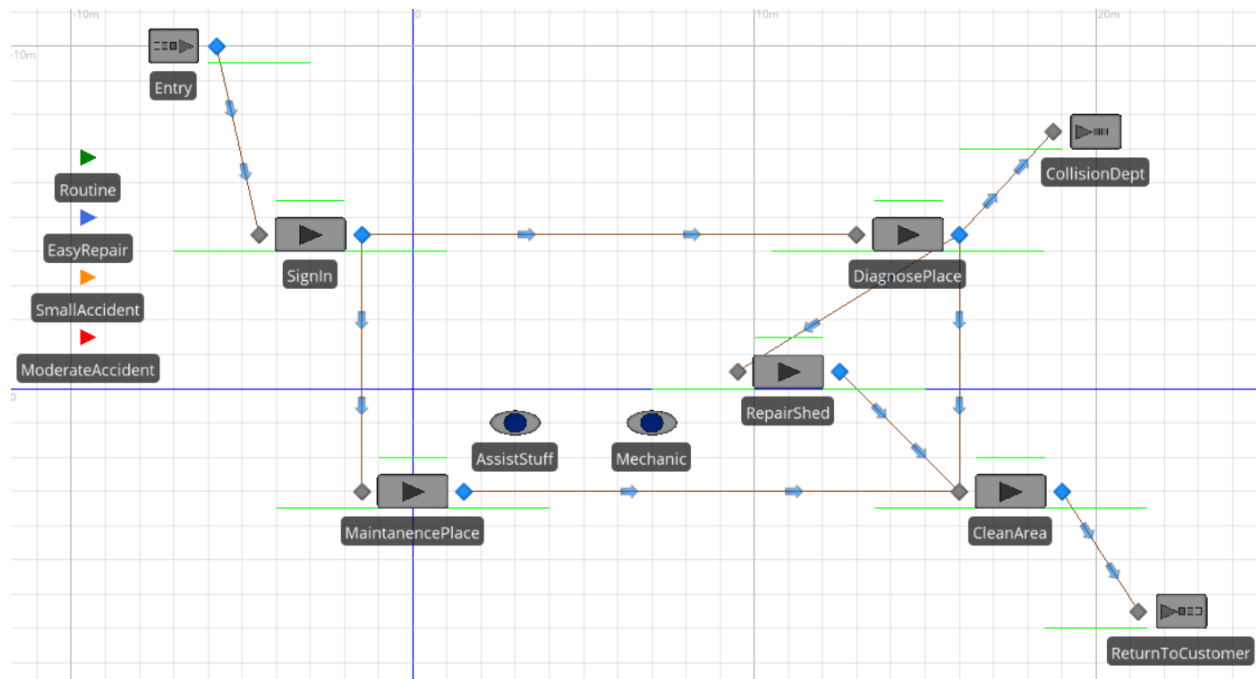 -10m
0
10m
20m
-10m
Entry
CollisionDept
Routine
EasyRepair
SignIn
DiagnosePlace
SmallAccident
ModerateAccident
0
RepairShed
AssistStuff
Mechanic
MaintanencePlace
CleanArea
ReturnToCustomer